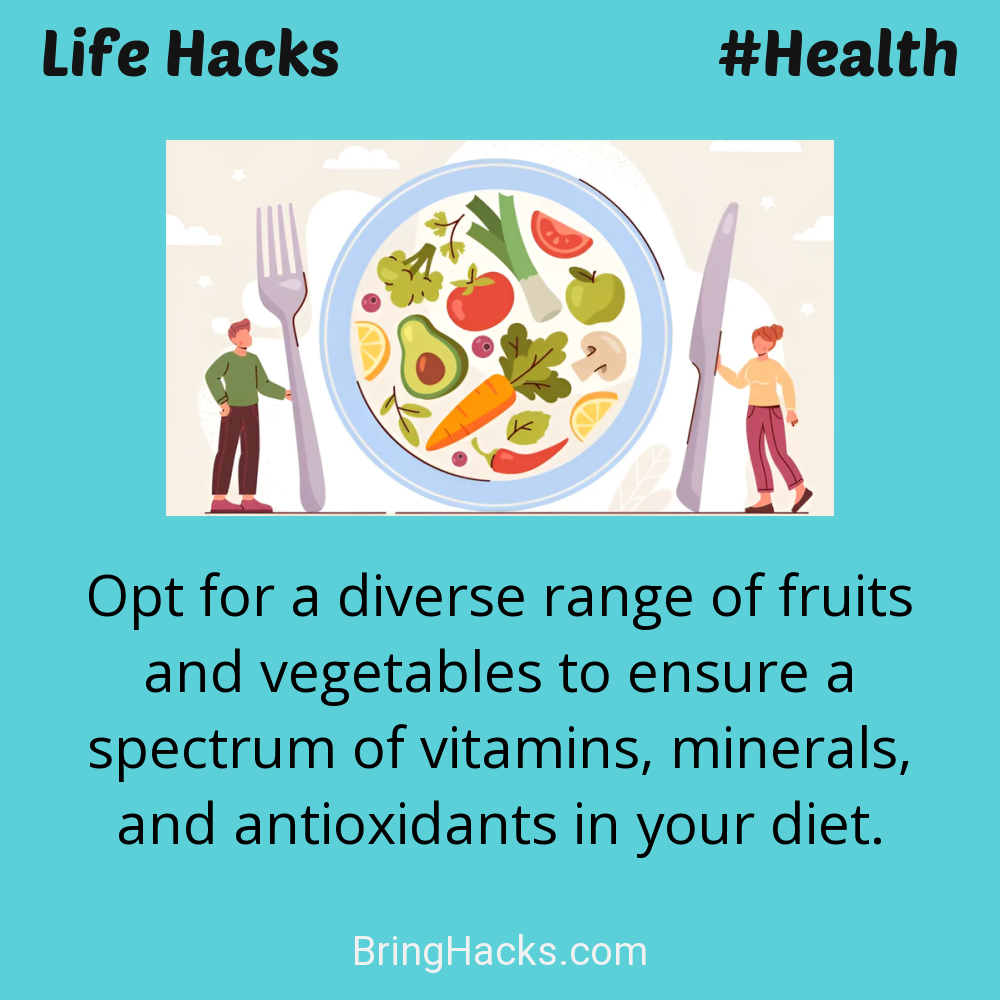 Life Hacks #Health
Opt for a diverse range of fruits
and vegetables to ensure a
spectrum of vitamins, minerals,
and antioxidants in your diet.
BringHacks.com